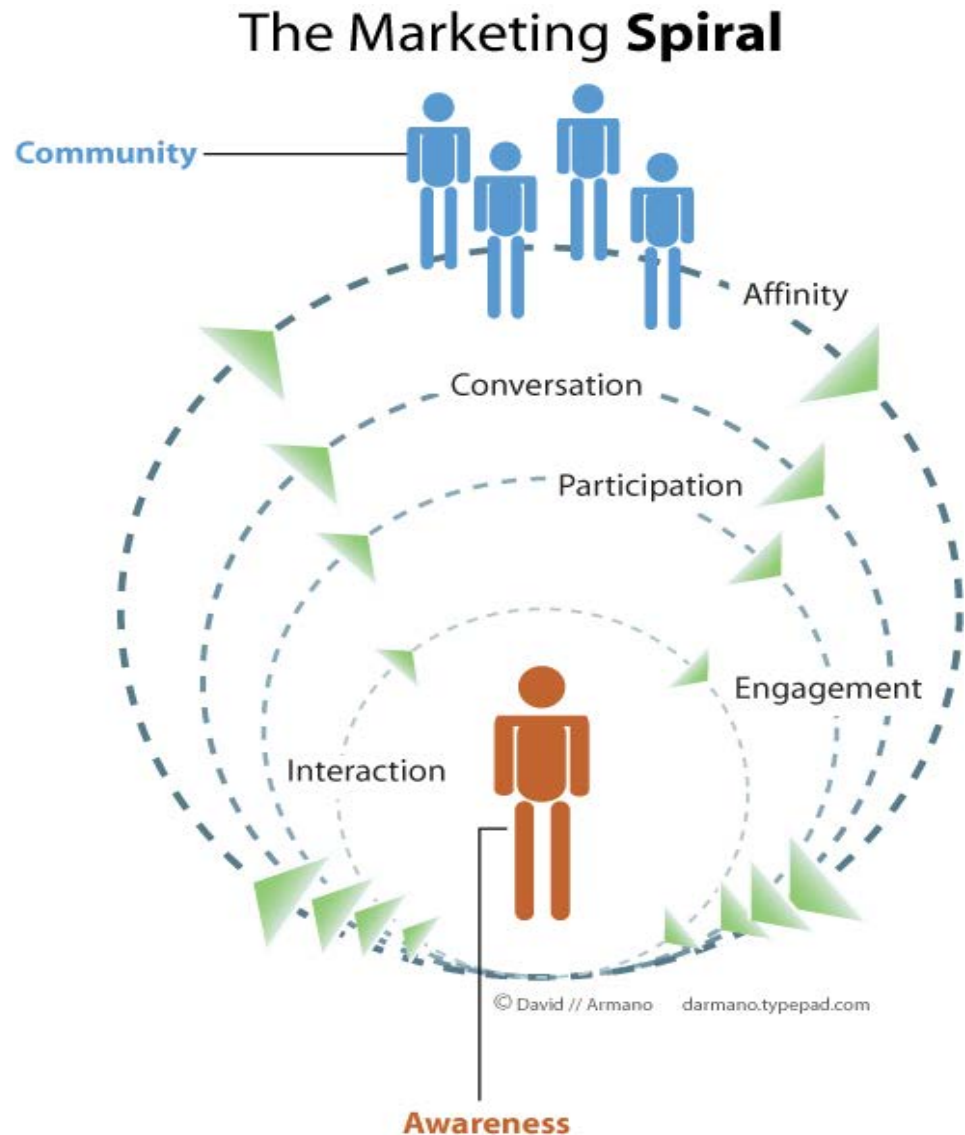 The Marketing Spiral
Community
Affinity
Conversation
Participation
Engagement
Interaction
© David // Armano darmano.typepad.com
Awareness